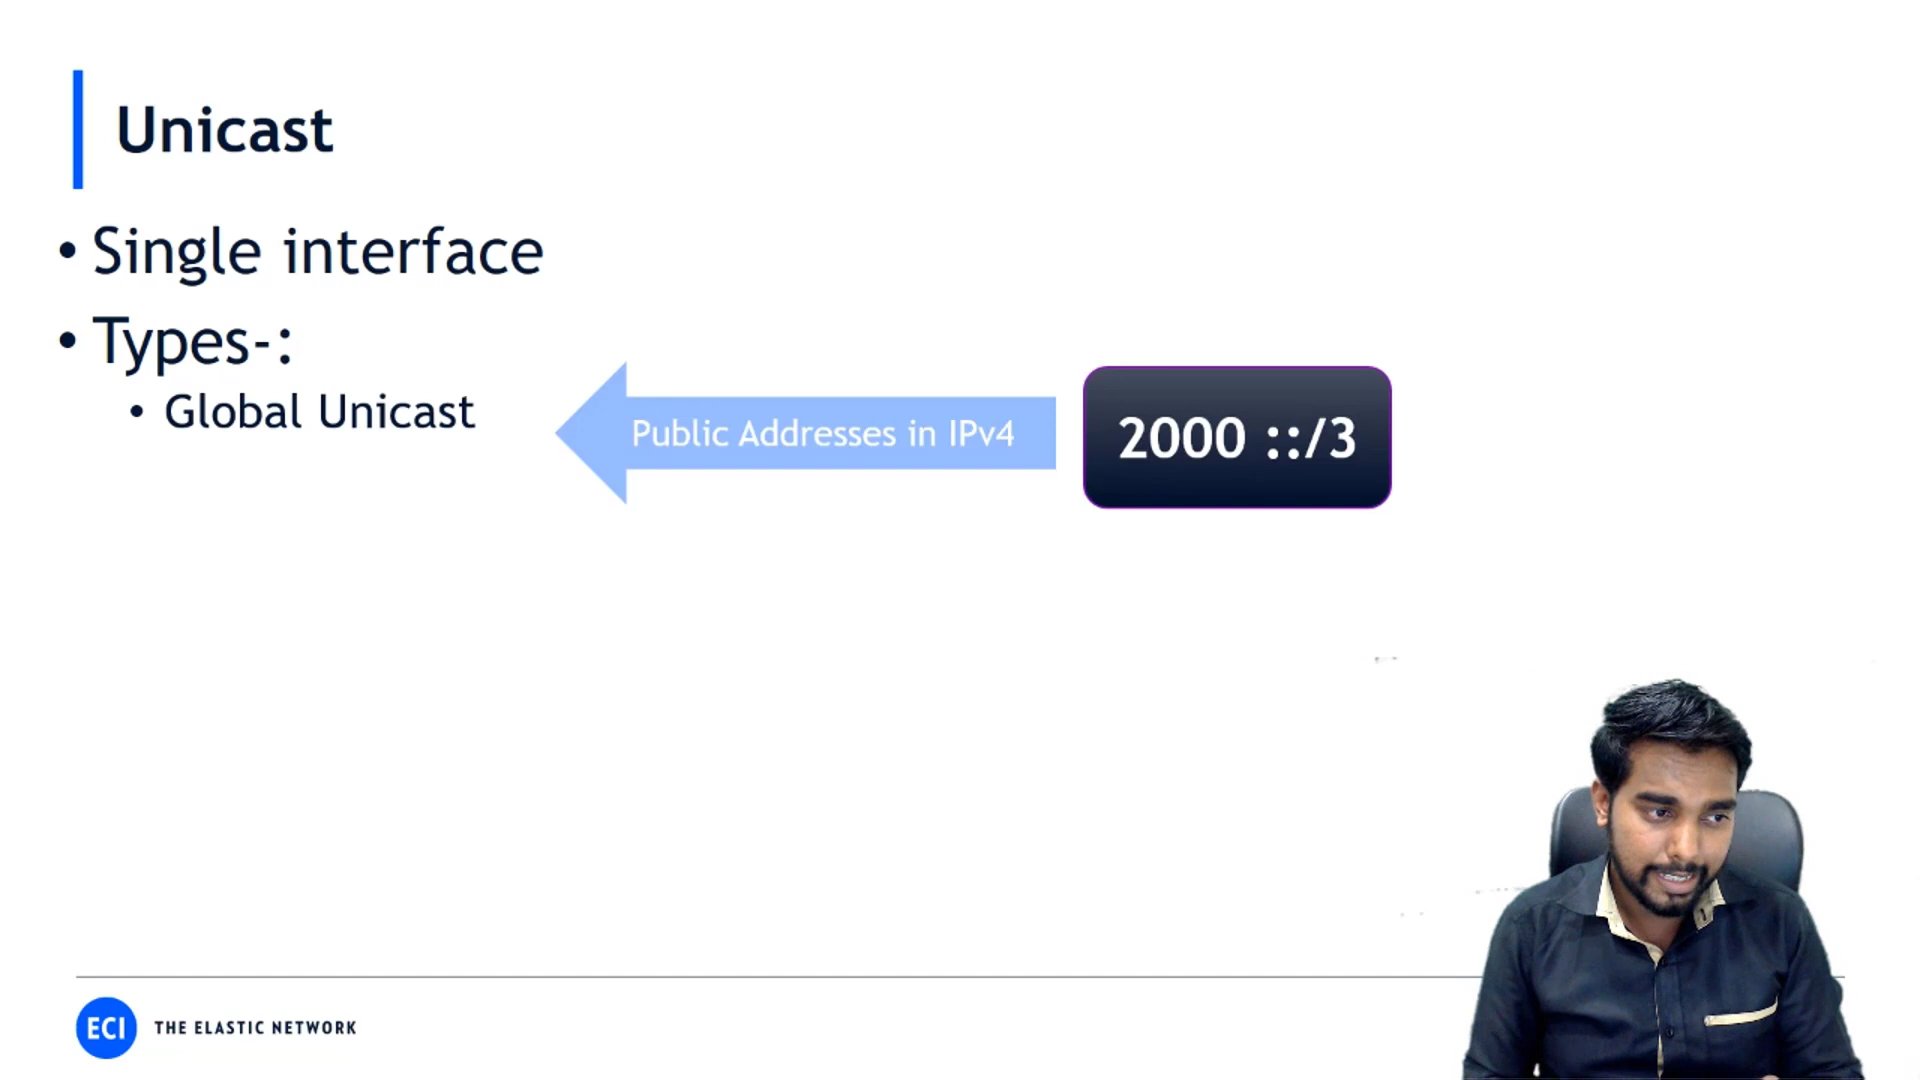 Unicast
• Single interface
• Types-:
• Global Unicast
Public Addresses in IPv4
2000 ::/3
ECI THE ELASTIC NETWORK